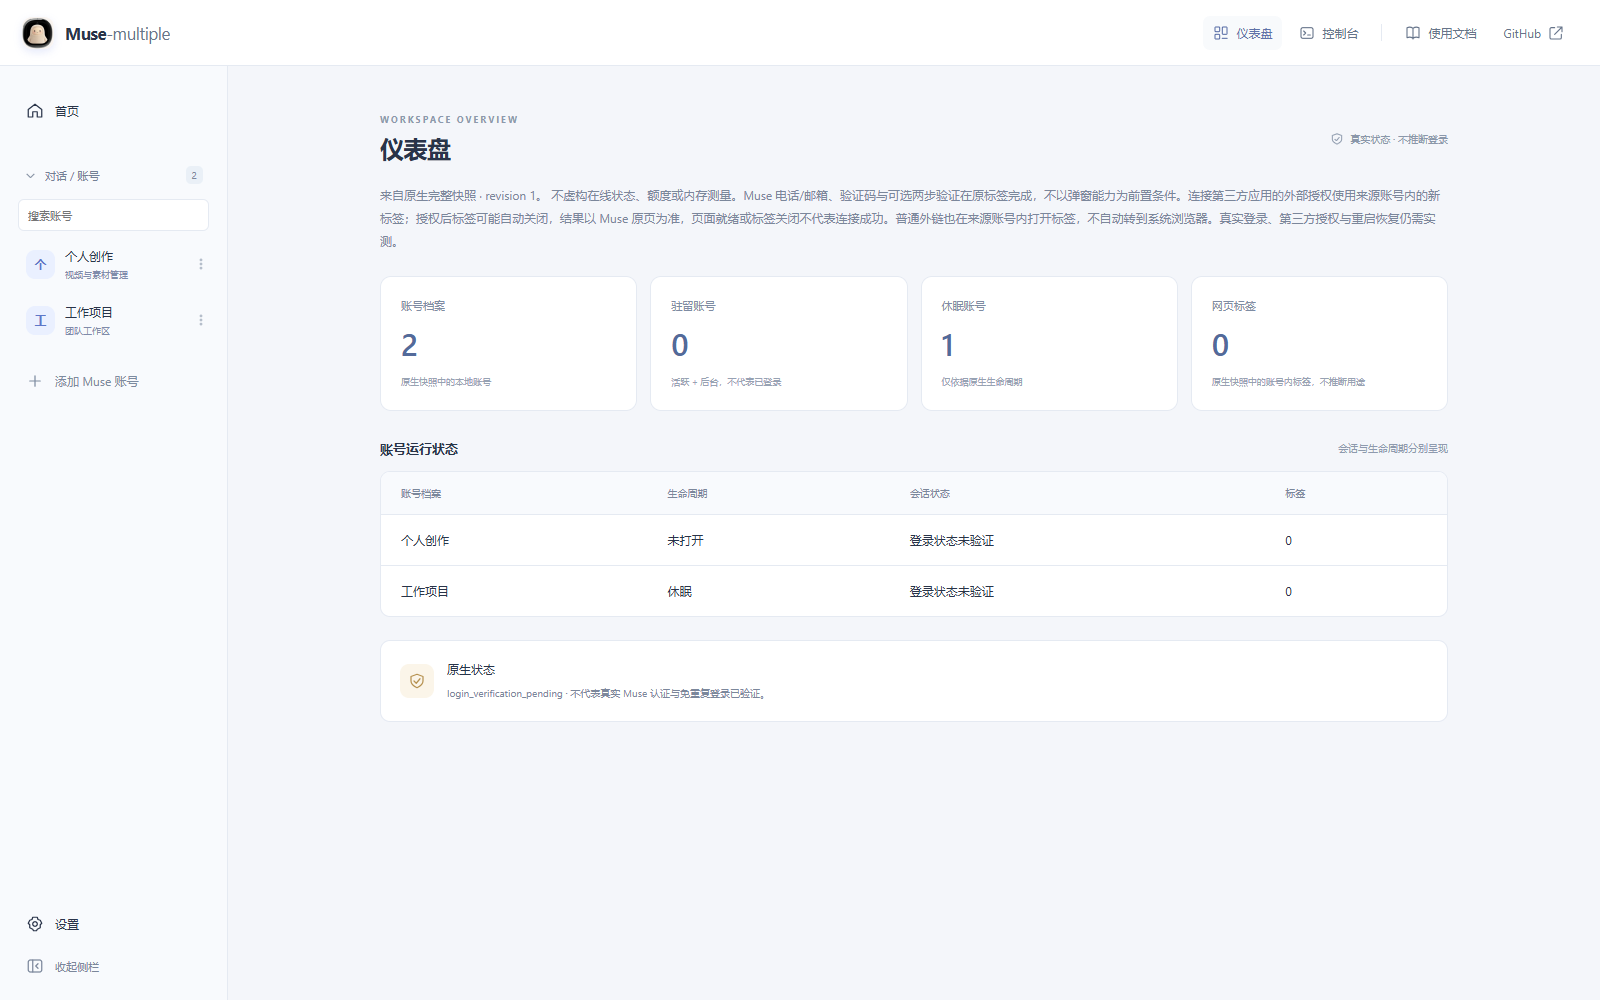 Muse-multiple
仪表盘
控制台
使用文档
GitHub
首页
对话 / 账号
2
搜索账号
个
个人创作
视频与素材管理
工
工作项目
团队工作区
添加 Muse 账号
设置
收起侧栏
WORKSPACE OVERVIEW
仪表盘
真实状态 · 不推断登录
来自原生完整快照 · revision 1。 不虚构在线状态、额度或内存测量。Muse 电话/邮箱、验证码与可选两步验证在原标签完成，不以弹窗能力为前置条件。连接第三方应用的外部授权使用来源账号内的新
标签；授权后标签可能自动关闭，结果以 Muse 原页为准，页面就绪或标签关闭不代表连接成功。普通外链也在来源账号内打开标签，不自动转到系统浏览器。真实登录、第三方授权与重启恢复仍需实
测。
账号档案
2
原生快照中的本地账号
驻留账号
0
活跃 + 后台，不代表已登录
休眠账号
1
仅依据原生生命周期
网页标签
0
原生快照中的账号内标签，不推断用途
账号运行状态
会话与生命周期分别呈现
账号档案 生命周期 会话状态 标签
个人创作 未打开 登录状态未验证 0
工作项目 休眠 登录状态未验证 0
原生状态
login_verification_pending · 不代表真实 Muse 认证与免重复登录已验证。